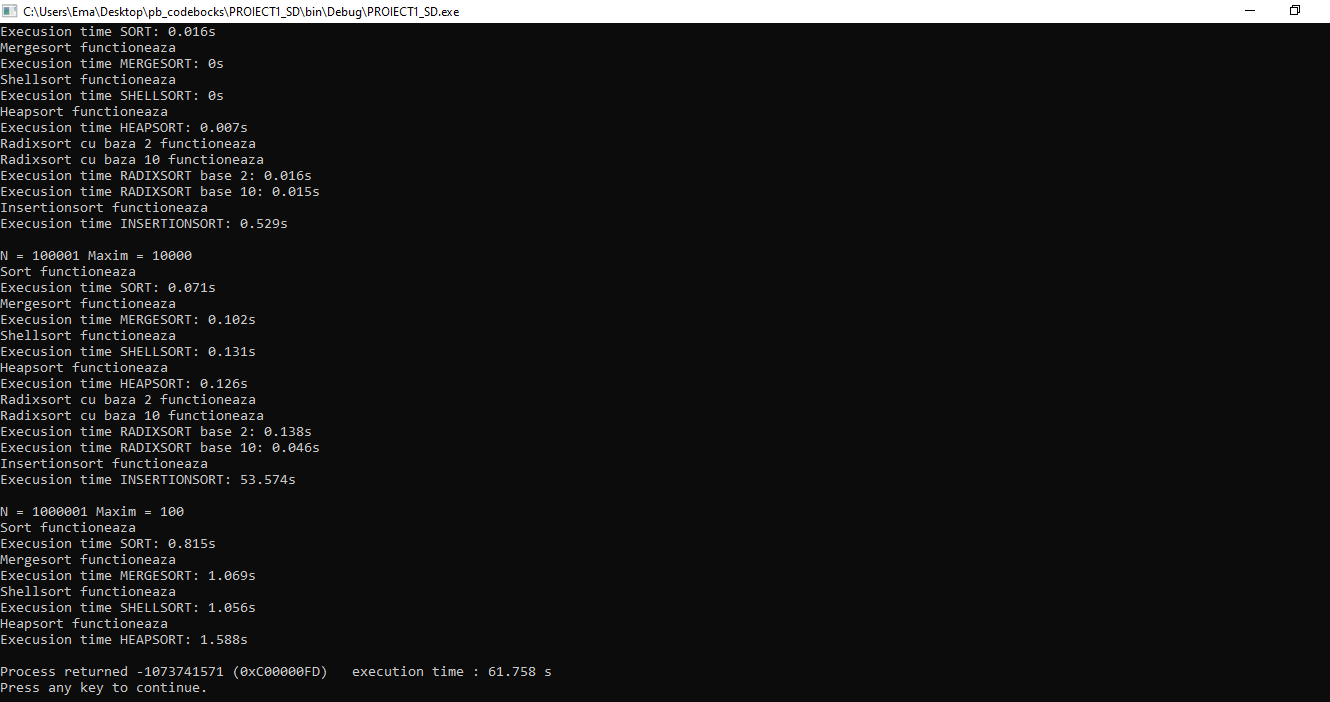 C:\Users\Ema\Desktop\pb_codebocks\PROIECT1_SD\bin\Debug\PROIECT1_SD.exe
Execusion time SORT: 0.016s
Mergesort functioneaza
Execusion time MERGESORT: 0s
Shellsort functioneaza
Execusion time SHELLSORT: 0s
Heapsort functioneaza
Execusion time HEAPSORT: 0.007s
Radixsort cu baza 2 functioneaza
Radixsort cu baza 10 functioneaza
Execusion time RADIXSORT base 2: 0.016s
Execusion time RADIXSORT base 10: 0.015s
Insertionsort functioneaza
Execusion time INSERTIONSORT: 0.529s

N = 100001 Maxim = 10000
Sort functioneaza
Execusion time SORT: 0.071s
Mergesort functioneaza
Execusion time MERGESORT: 0.102s
Shellsort functioneaza
Execusion time SHELLSORT: 0.131s
Heapsort functioneaza
Execusion time HEAPSORT: 0.126s
Radixsort cu baza 2 functioneaza
Radixsort cu baza 10 functioneaza
Execusion time RADIXSORT base 2: 0.138s
Execusion time RADIXSORT base 10: 0.046s
Insertionsort functioneaza
Execusion time INSERTIONSORT: 53.574s

N = 1000001 Maxim = 100
Sort functioneaza
Execusion time SORT: 0.815s
Mergesort functioneaza
Execusion time MERGESORT: 1.069s
Shellsort functioneaza
Execusion time SHELLSORT: 1.056s
Heapsort functioneaza
Execusion time HEAPSORT: 1.588s

Process returned -1073741571 (0xC00000FD)   execution time : 61.758 s
Press any key to continue.